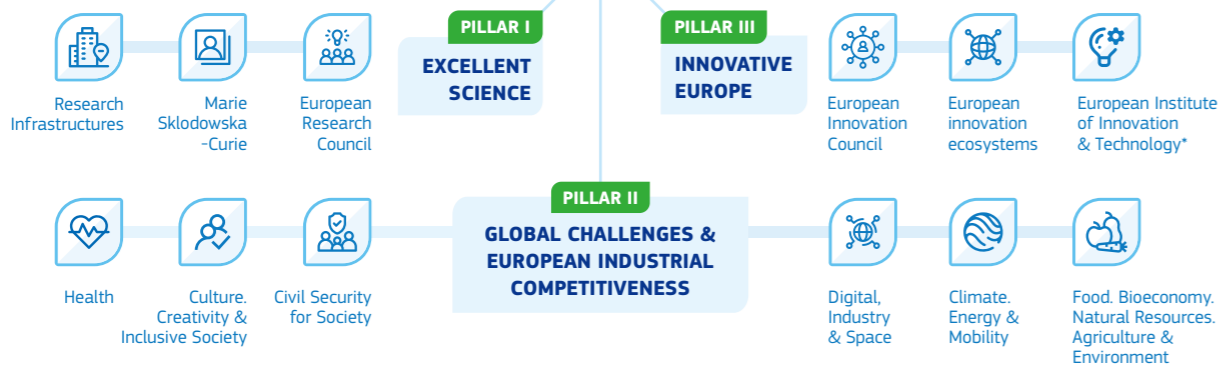 PILLAR I
EXCELLENT
SCIENCE
Research
Infrastructures
Marie
Sklodowska
-Curie
European
Research
Council
PILLAR III
INNOVATIVE
EUROPE
European
Innovation
Council
European
innovation
ecosystems
European Institute
of Innovation
& Technology*
PILLAR II
GLOBAL CHALLENGES &
EUROPEAN INDUSTRIAL
COMPETITIVENESS
Health
Culture.
Creativity &
Inclusive Society
Civil Security
for Society
Digital,
Industry
& Space
Climate.
Energy &
Mobility
Food. Bioeconomy.
Natural Resources.
Agriculture &
Environment